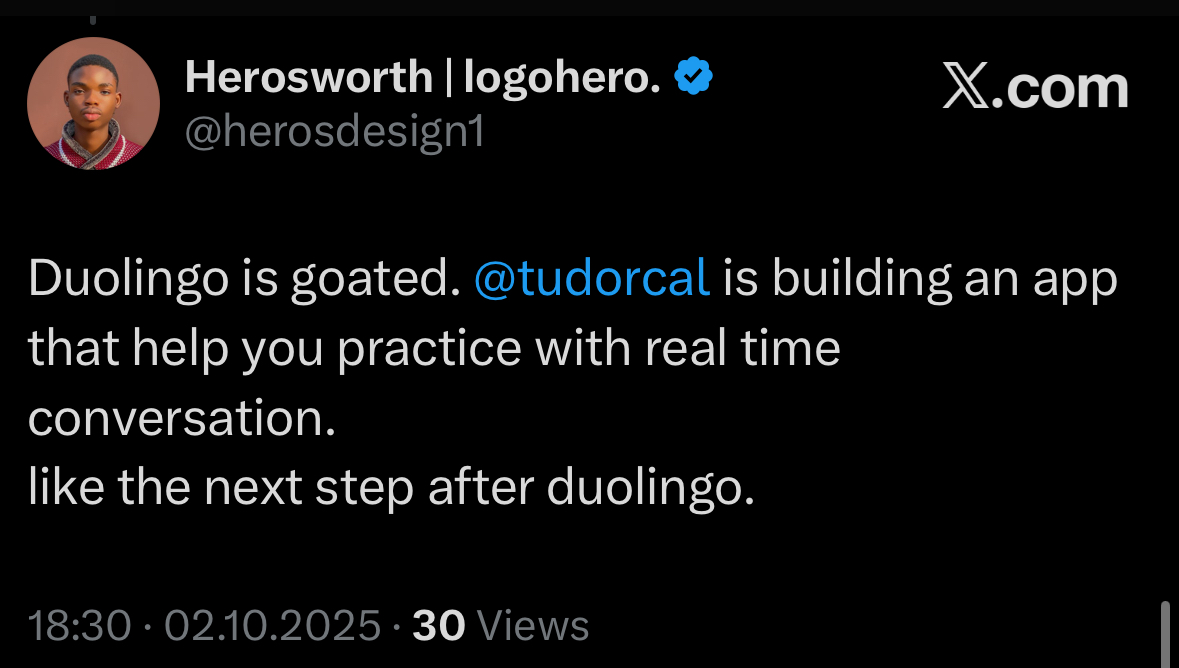 Herosworth | logohero.
X.com
@herosdesign1
Duolingo is goated. @tudorcal is building an app
that help you practice with real time
conversation.
like the next step after duolingo.
18:30 · 02.10.2025 · 30 Views